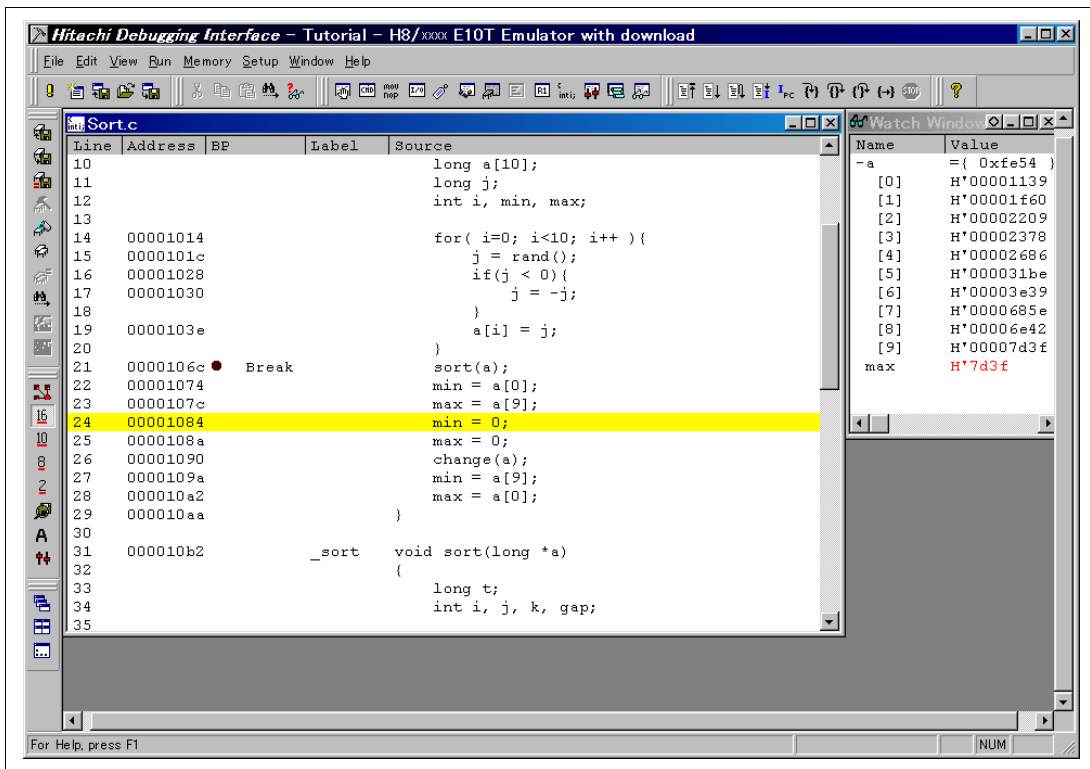 Hitachi Debugging Interface - Tutorial - H8/xxxx E10T Emulator with download
File Edit View Run Memory Setup Window Help
Sort.c
Line Address BP Label Source
10 long a[10];
11 long j;
12 int i, min, max;
13
14 00001014 for( i=0; i<10; i++ ){
15 0000101c j = rand();
16 00001028 if(j < 0){
17 00001030 j = -j;
18 }
19 0000103e a[i] = j;
20 }
21 0000106c Break sort(a);
22 00001074 min = a[0];
23 0000107c max = a[9];
24 00001084 min = 0;
25 0000108a max = 0;
26 00001090 change(a);
27 0000109a min = a[9];
28 000010a2 max = a[0];
29 000010aa }
30
31 000010b2 _sort void sort(long *a)
32 {
33 long t;
34 int i, j, k, gap;
35
Watch Window
Name Value
-a ={ 0xfe54 }
[0] H'00001139
[1] H'00001f60
[2] H'00002209
[3] H'00002378
[4] H'00002686
[5] H'000031be
[6] H'00003e39
[7] H'0000685e
[8] H'00006e42
[9] H'00007d3f
max H'7d3f
16
10
8
2
A
For Help, press F1
NUM